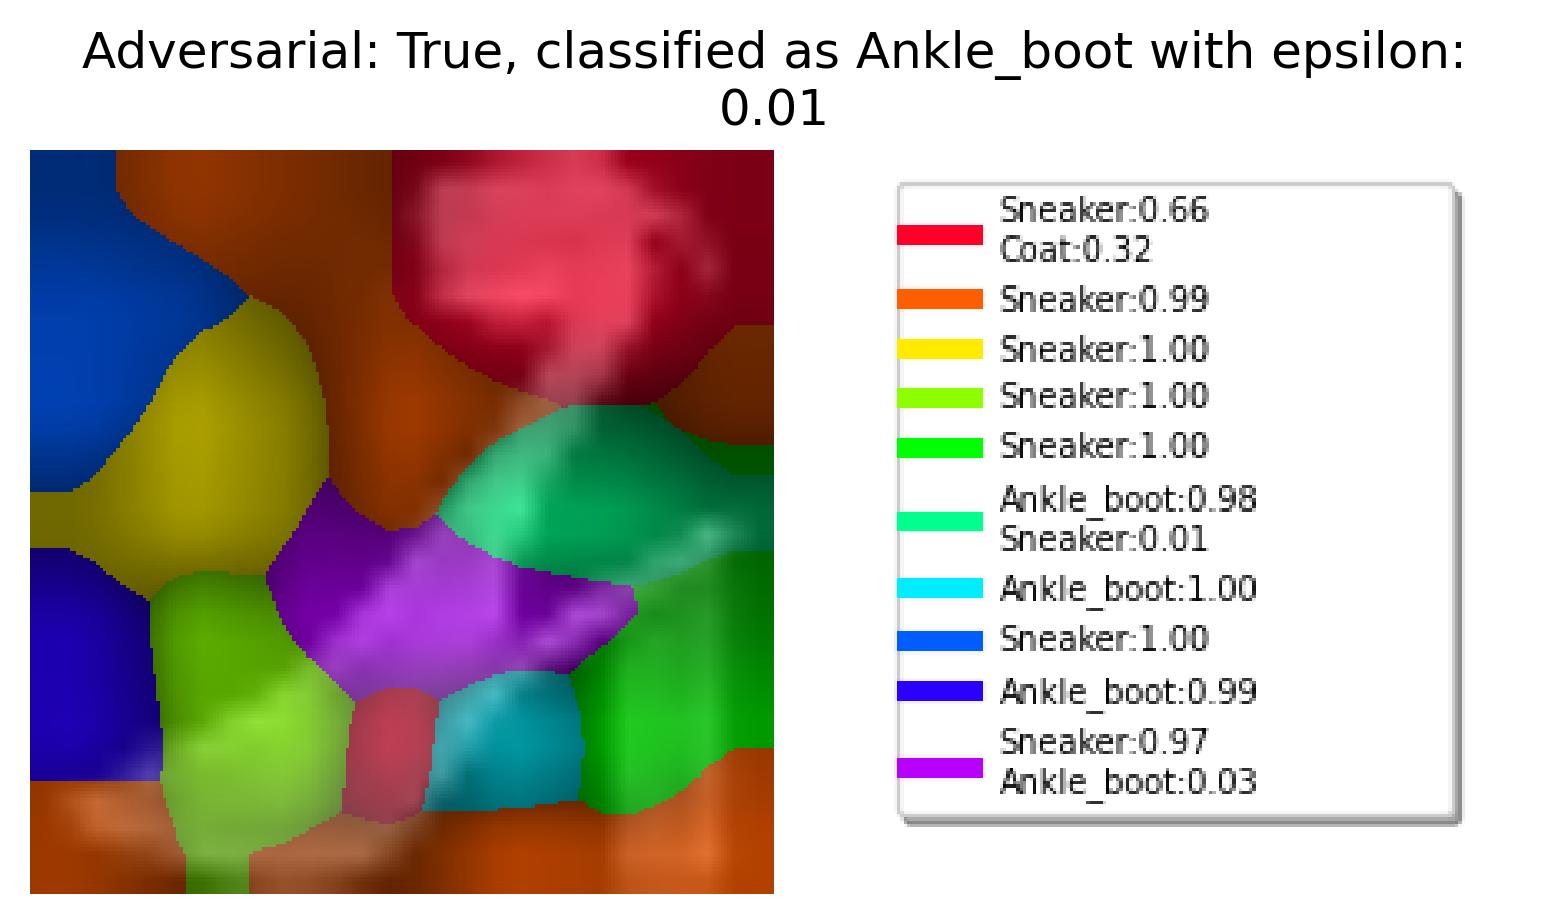 Adversarial: True, classified as Ankle_boot with epsilon:
0.01
Sneaker:0.66
Coat:0.32
Sneaker:0.99
Sneaker:1.00
Sneaker:1.00
Sneaker:1.00
Ankle_boot:0.98
Sneaker:0.01
Ankle_boot:1.00
Sneaker:1.00
Ankle_boot:0.99
Sneaker:0.97
Ankle_boot:0.03